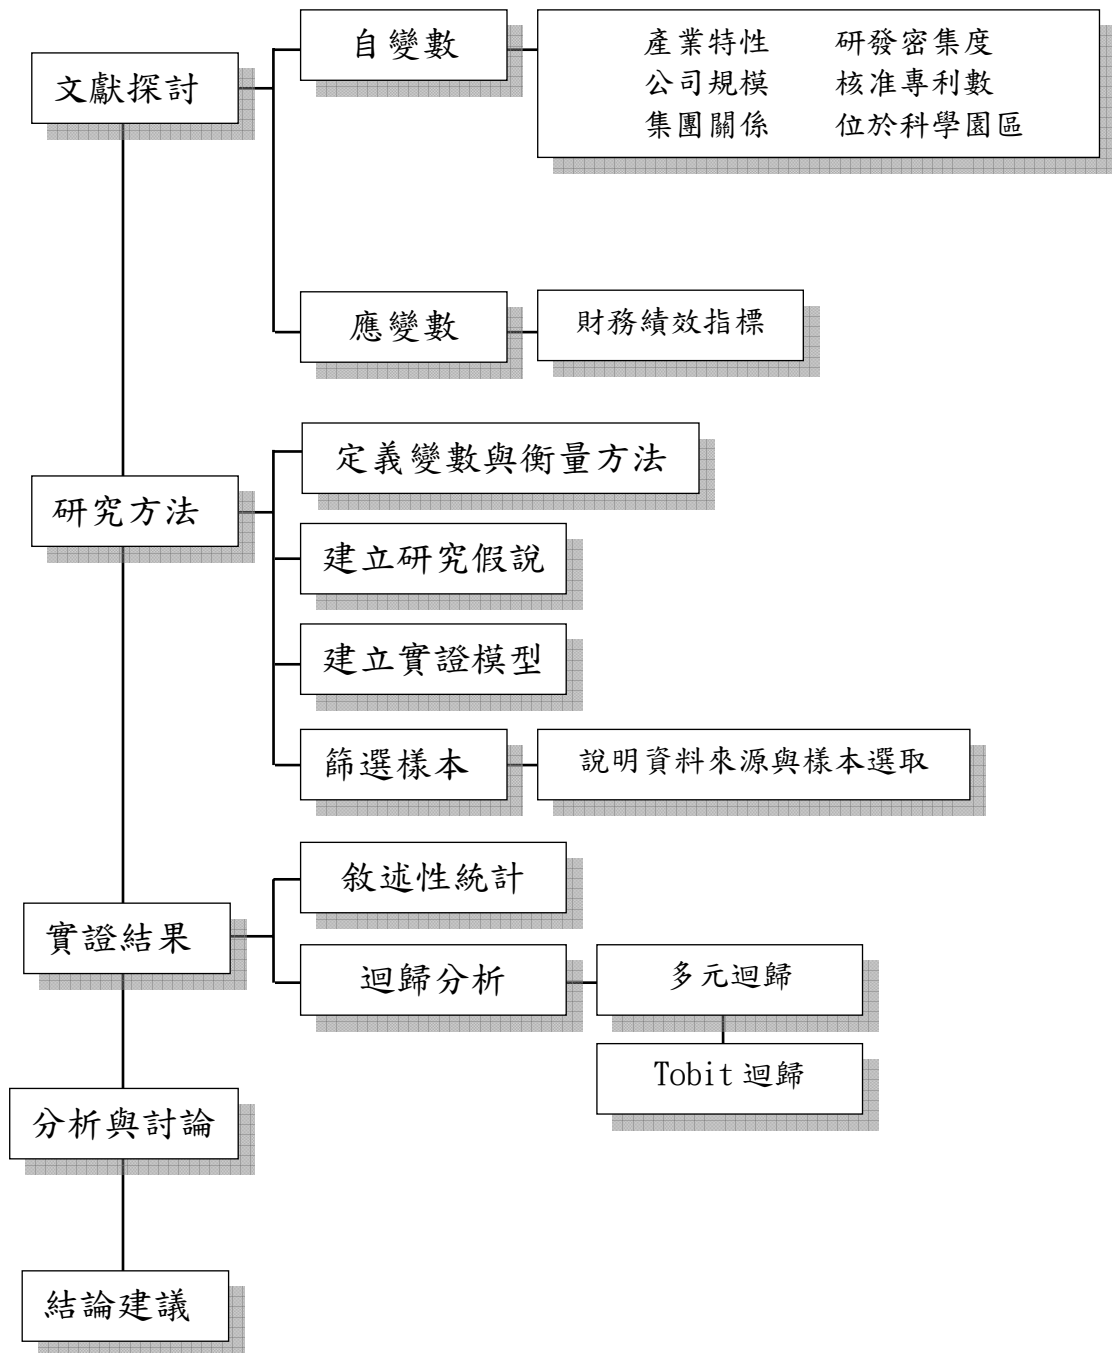 文獻探討
自變數
產業特性 研發密集度
公司規模 核准專利數
集團關係 位於科學園區
應變數
財務績效指標
研究方法
定義變數與衡量方法
建立研究假說
建立實證模型
篩選樣本
說明資料來源與樣本選取
實證結果
敘述性統計
迴歸分析
多元迴歸
Tobit 迴歸
分析與討論
結論建議